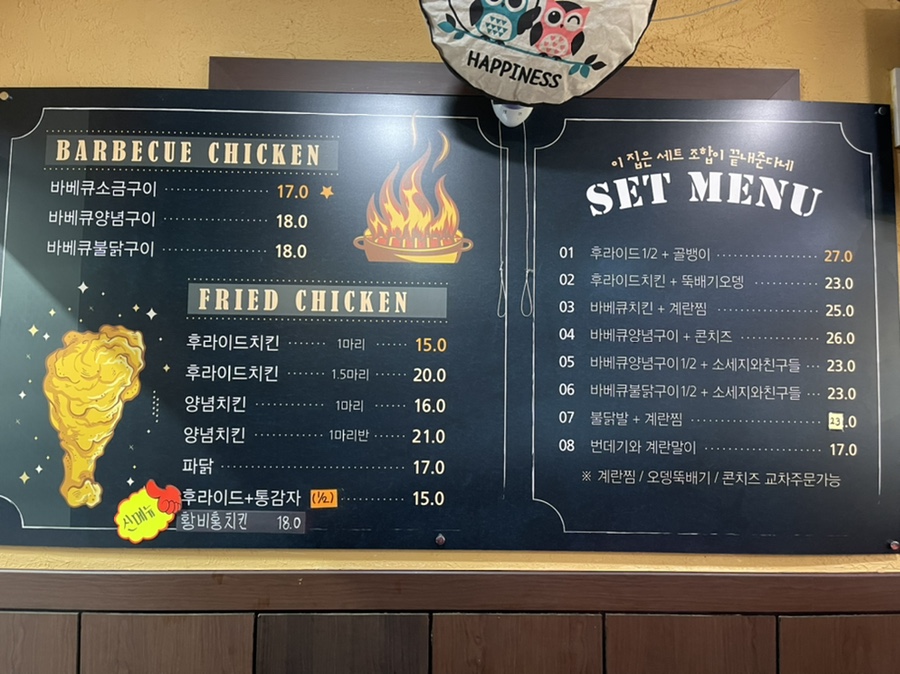 HAPPINESS
BARBECUE CHICKEN
바베큐소금구이 17.0
바베큐양념구이 18.0
바베큐불닭구이 18.0
FRIED CHICKEN
후라이드치킨 1마리 15.0
후라이드치킨 1.5마리 20.0
양념치킨 1마리 16.0
양념치킨 1마리반 21.0
파닭 17.0
후라이드+통감자 (1/2) 15.0
신메뉴 황비홍치킨 18.0
이 집은 세트 조합이 끝내준다네
SET MENU
01 후라이드1/2 + 골뱅이 27.0
02 후라이드치킨 + 뚝배기오뎅 23.0
03 바베큐치킨 + 계란찜 25.0
04 바베큐양념구이 + 콘치즈 26.0
05 바베큐양념구이1/2 + 소세지와친구들 23.0
06 바베큐불닭구이1/2 + 소세지와친구들 23.0
07 불닭발 + 계란찜 23.0
08 번데기와 계란말이 17.0
※ 계란찜 / 오뎅뚝배기 / 콘치즈 교차주문가능